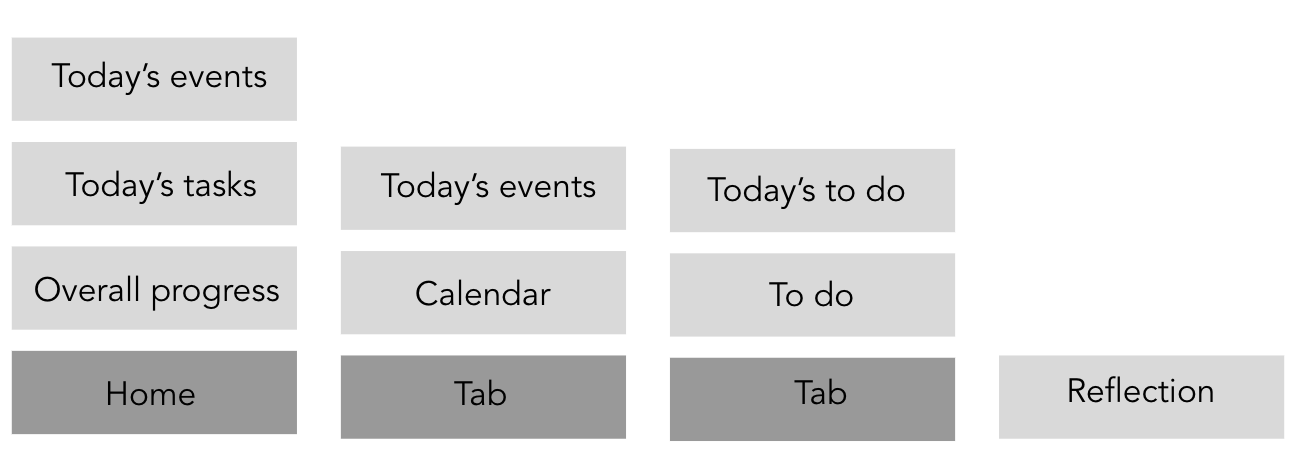 Today’s events
Today’s tasks
Overall progress
Home
Today’s events
Calendar
Tab
Today’s to do
To do
Tab
Reflection